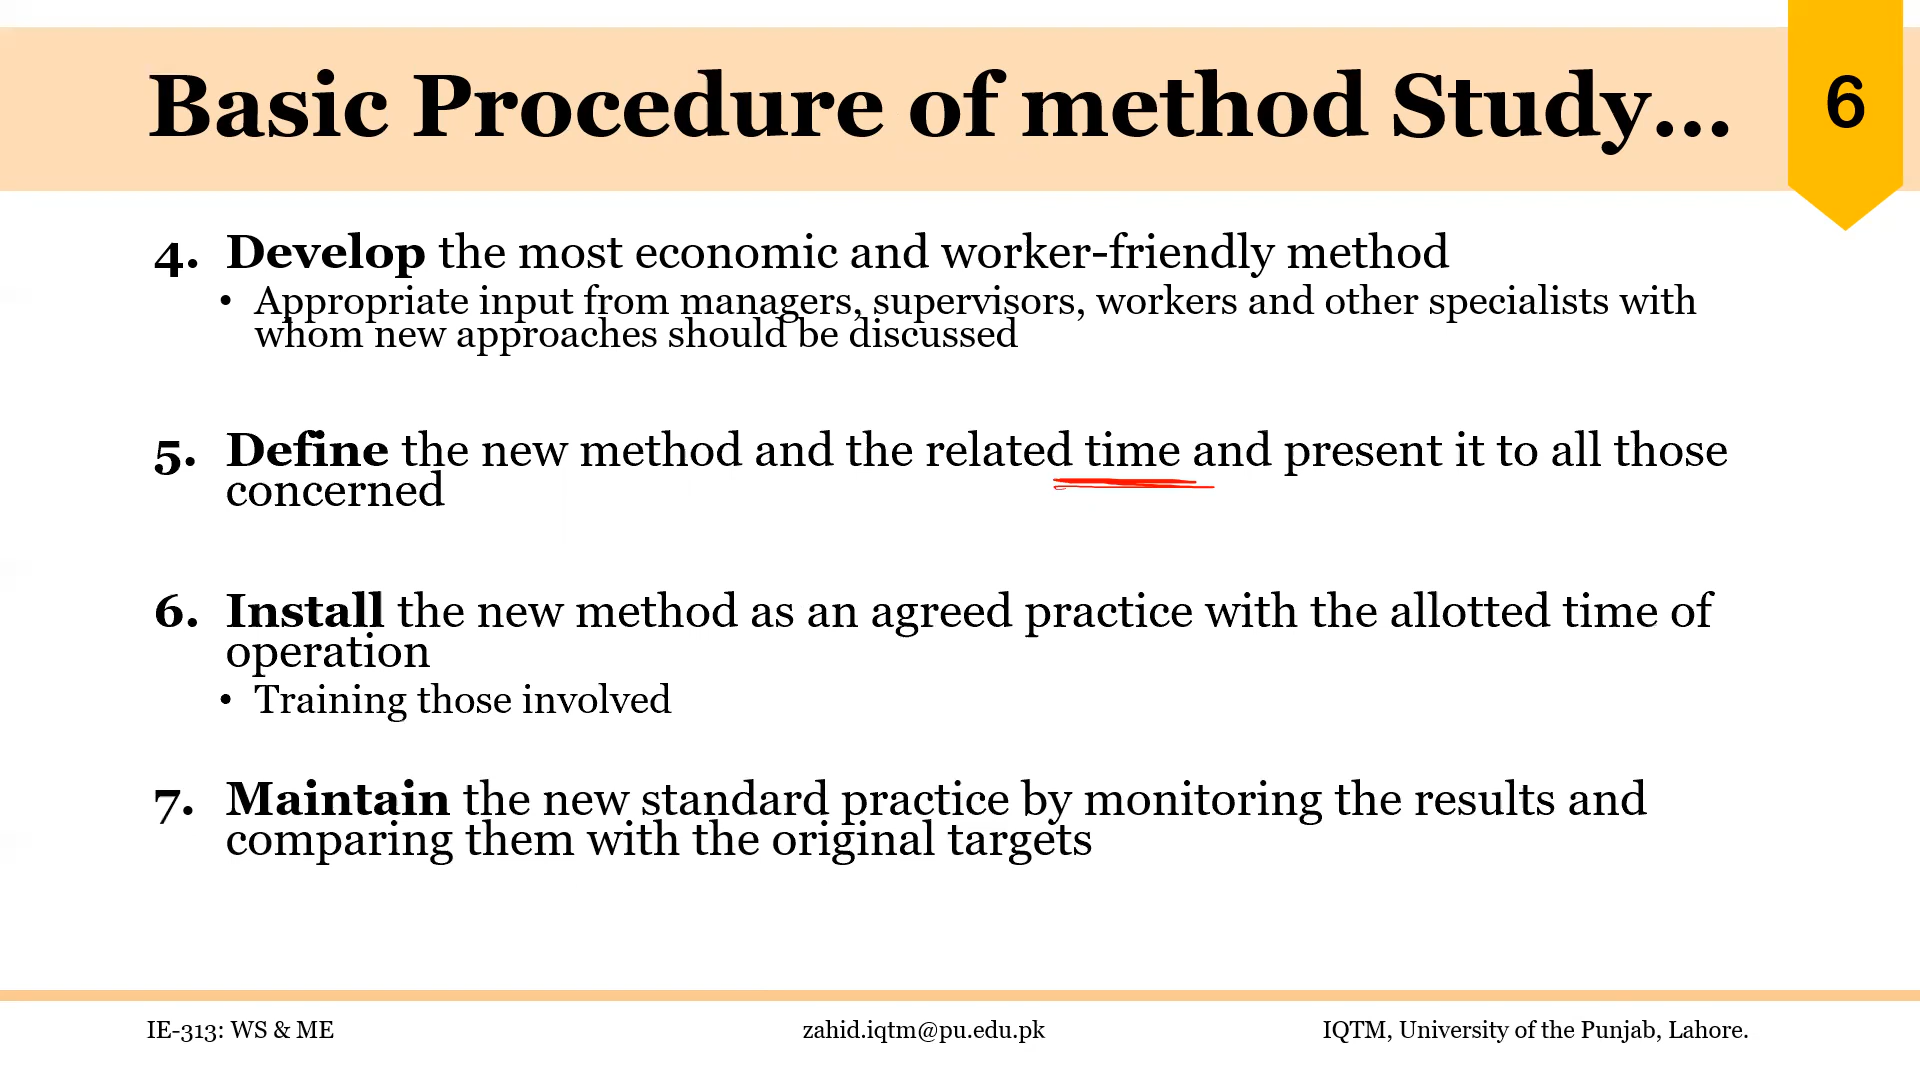 Basic Procedure of method Study...
6
4. Develop the most economic and worker-friendly method
• Appropriate input from managers, supervisors, workers and other specialists with
whom new approaches should be discussed
5. Define the new method and the related time and present it to all those
concerned
6. Install the new method as an agreed practice with the allotted time of
operation
• Training those involved
7. Maintain the new standard practice by monitoring the results and
comparing them with the original targets
IE-313: WS & ME
zahid.iqtm@pu.edu.pk
IQTM, University of the Punjab, Lahore.